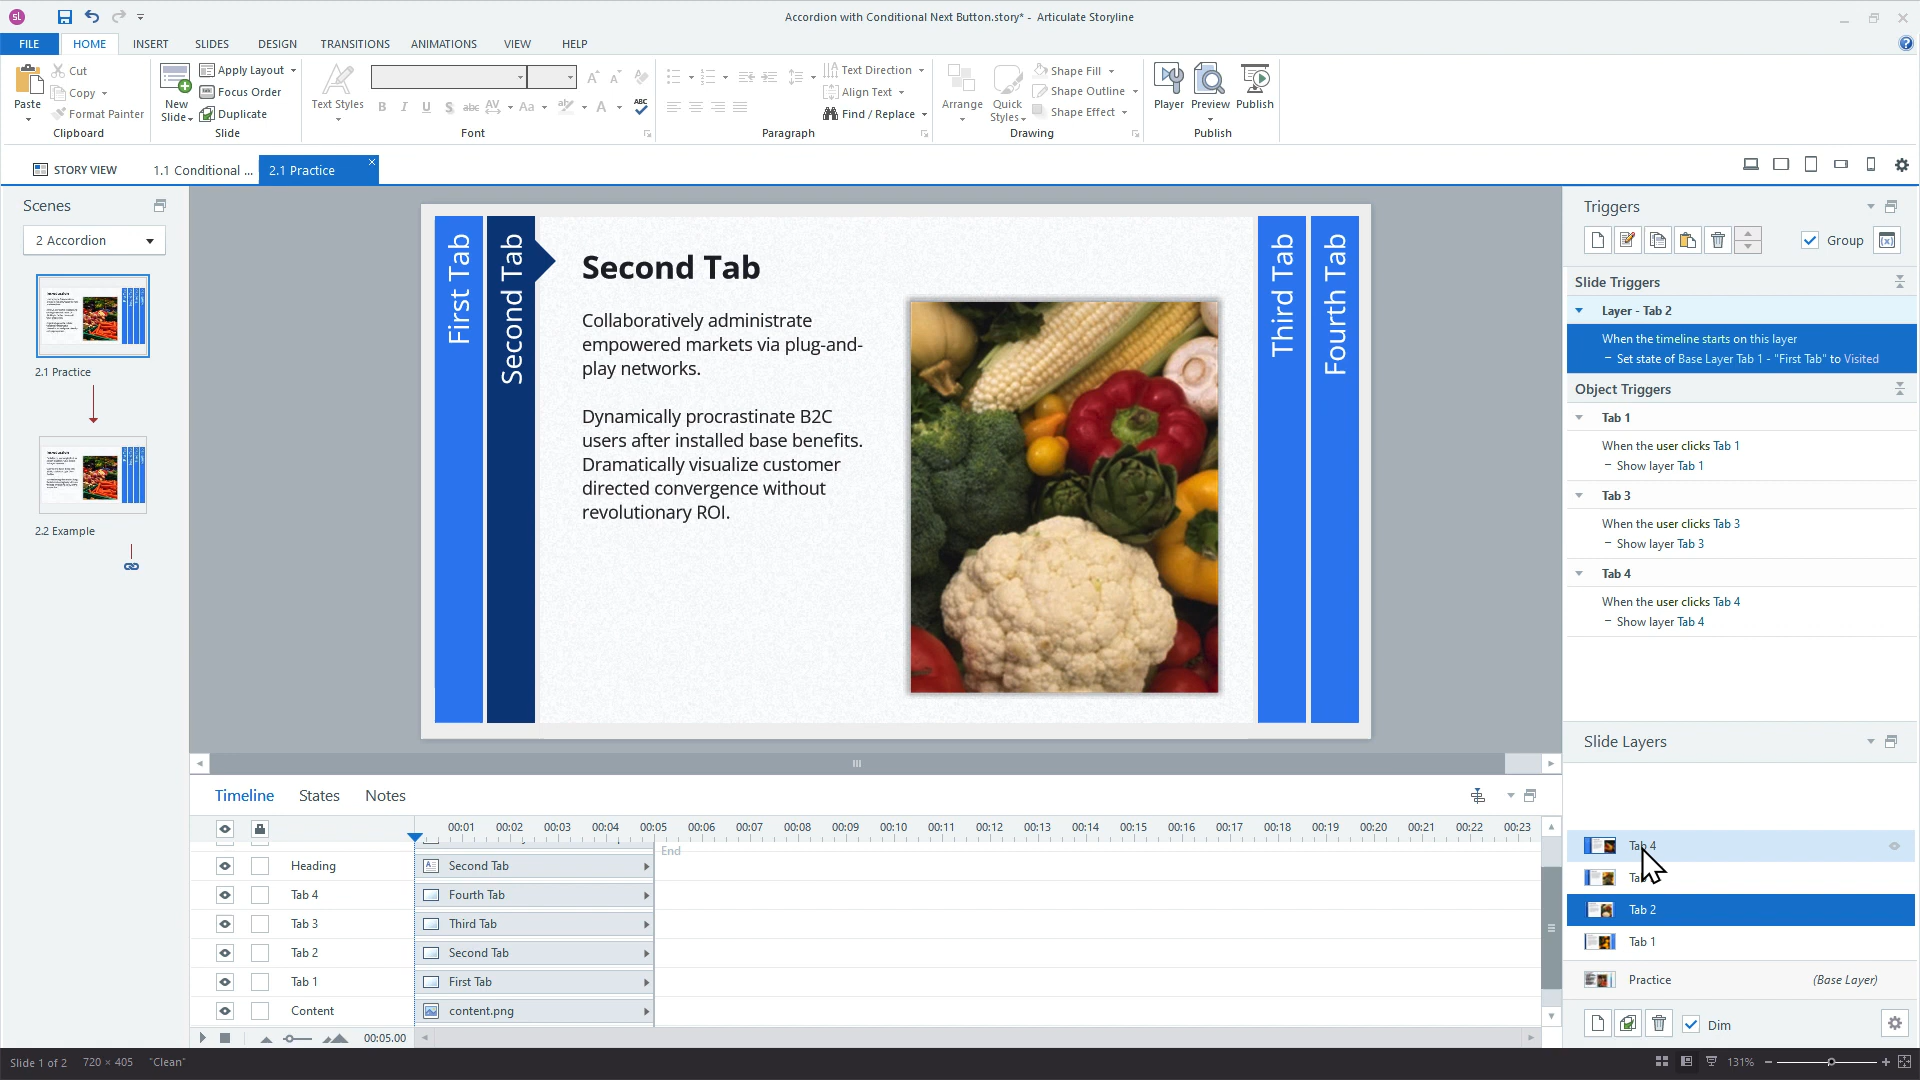 sl
Accordion with Conditional Next Button.story* - Articulate Storyline
FILE HOME INSERT SLIDES DESIGN TRANSITIONS ANIMATIONS VIEW HELP
Paste
Cut
Copy
Format Painter
Clipboard
New Slide
Apply Layout
Focus Order
Duplicate
Slide
Text Styles
B I U S abc AV Aa A ABC
Font
Text Direction
Align Text
Find / Replace
Paragraph
Arrange
Quick Styles
Shape Fill
Shape Outline
Shape Effect
Drawing
Player
Preview
Publish
Publish
STORY VIEW
1.1 Conditional ...
2.1 Practice
Scenes
2 Accordion
2.1 Practice
2.2 Example
First Tab
Second Tab
Second Tab
Collaboratively administrate
empowered markets via plug-and-
play networks.
Dynamically procrastinate B2C
users after installed base benefits.
Dramatically visualize customer
directed convergence without
revolutionary ROI.
Third Tab
Fourth Tab
Triggers
Group
Slide Triggers
Layer - Tab 2
When the timeline starts on this layer
- Set state of Base Layer Tab 1 - "First Tab" to Visited
Object Triggers
Tab 1
When the user clicks Tab 1
- Show layer Tab 1
Tab 3
When the user clicks Tab 3
- Show layer Tab 3
Tab 4
When the user clicks Tab 4
- Show layer Tab 4
Slide Layers
Tab 4
Tab 2
Tab 1
Practice (Base Layer)
Dim
Timeline States Notes
00:01 00:02 00:03 00:04 00:05 00:06 00:07 00:08 00:09 00:10 00:11 00:12 00:13 00:14 00:15 00:16 00:17 00:18 00:19 00:20 00:21 00:22 00:23
End
Heading Second Tab
Tab 4 Fourth Tab
Tab 3 Third Tab
Tab 2 Second Tab
Tab 1 First Tab
Content content.png
00:05.00
Slide 1 of 2 720 × 405 "Clean"
131%